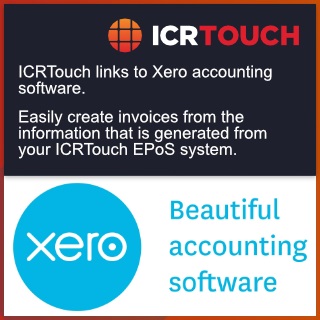 ICRTOUCH
ICRTouch links to Xero accounting
software.
Easily create invoices from the
information that is generated from
your ICRTouch EPoS system.
xero
Beautiful
accounting
software